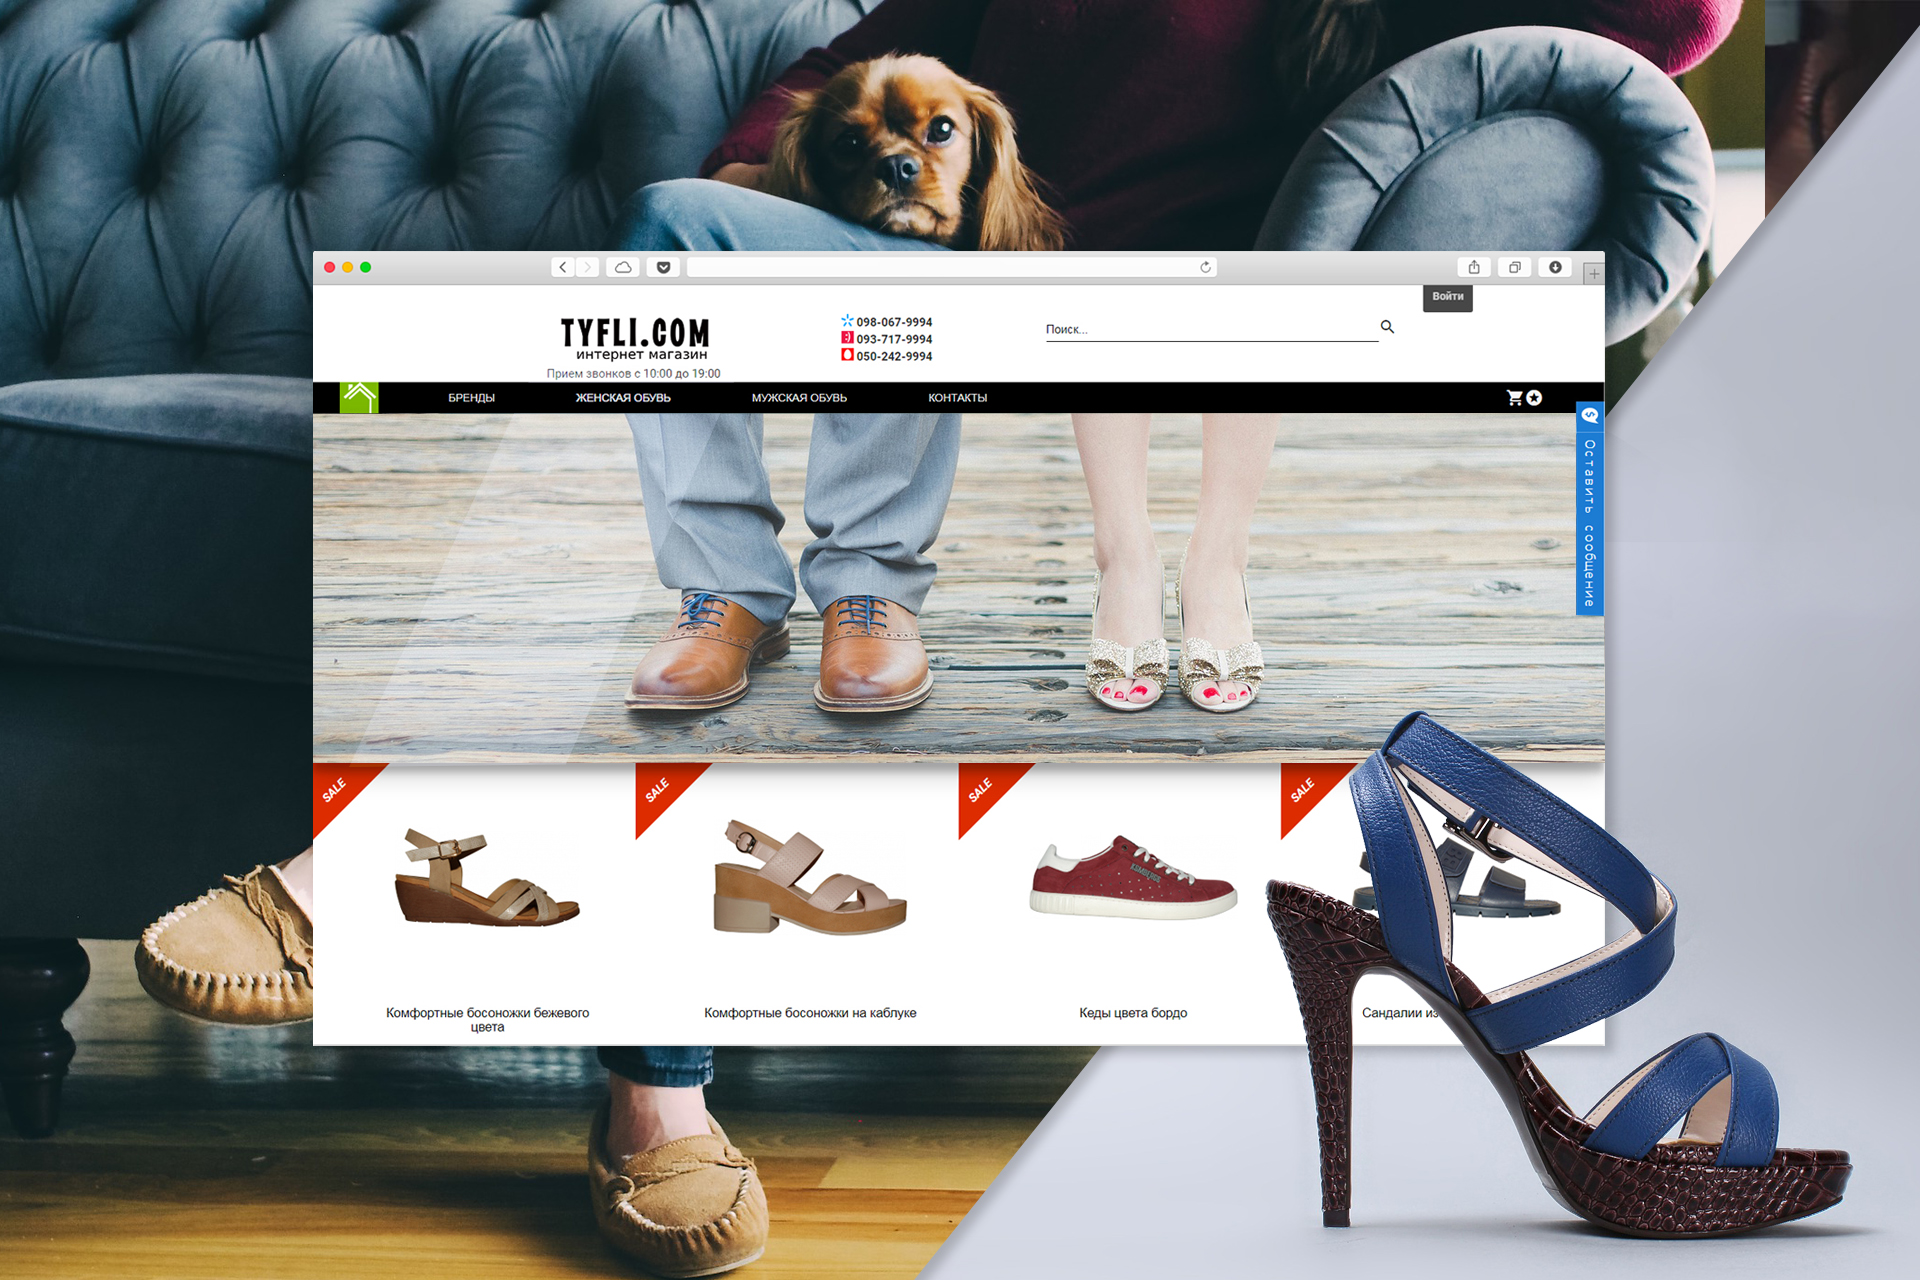 Войти
TYFLI.COM
интернет магазин
Прием звонков с 10:00 до 19:00
098-067-9994
093-717-9994
050-242-9994
Поиск...
БРЕНДЫ
ЖЕНСКАЯ ОБУВЬ
МУЖСКАЯ ОБУВЬ
КОНТАКТЫ
Оставить сообщение
SALE
SALE
SALE
SALE
Комфортные босоножки бежевого
цвета
Комфортные босоножки на каблуке
Кеды цвета бордо
Сандалии из